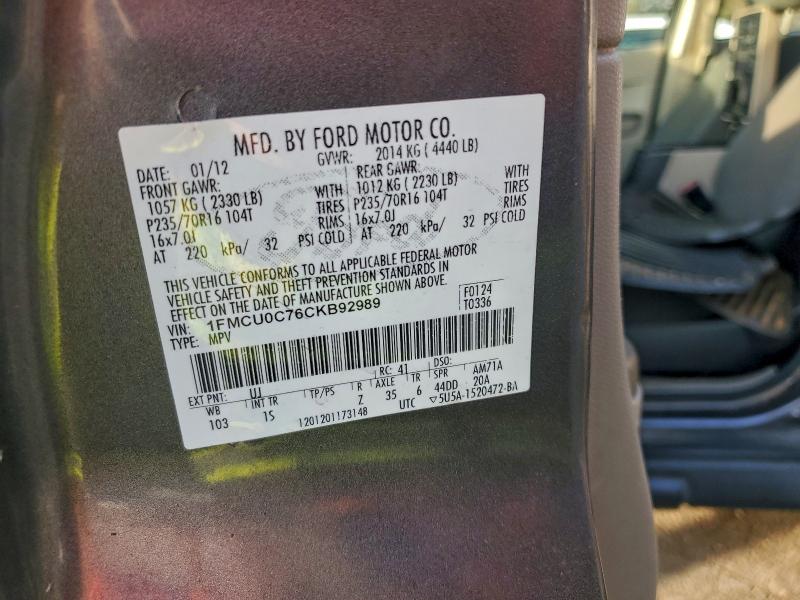 MFD. BY FORD MOTOR CO.
DATE: 01/12 GVWR: 2014 KG ( 4440 LB)
FRONT GAWR: REAR GAWR:
1057 KG ( 2330 LB) WITH 1012 KG ( 2230 LB) WITH
P235/70R16 104T TIRES P235/70R16 104T TIRES
16x7.0J RIMS 16x7.0J RIMS
AT 220 kPa/ 32 PSI COLD AT 220 kPa/ 32 PSI COLD
THIS VEHICLE CONFORMS TO ALL APPLICABLE FEDERAL MOTOR
VEHICLE SAFETY AND THEFT PREVENTION STANDARDS IN
EFFECT ON THE DATE OF MANUFACTURE SHOWN ABOVE.
VIN: 1FMCU0C76CKB92989 F0124
TYPE: MPV T0336
EXT PNT: UJ RC: 41 DSO:
WB INT TR TP/PS R AXLE TR SPR AM71A
103 1S Z 35 6 44DD 20A
1201201173148 UTC ▽5U5A-1520472-BA
Ford